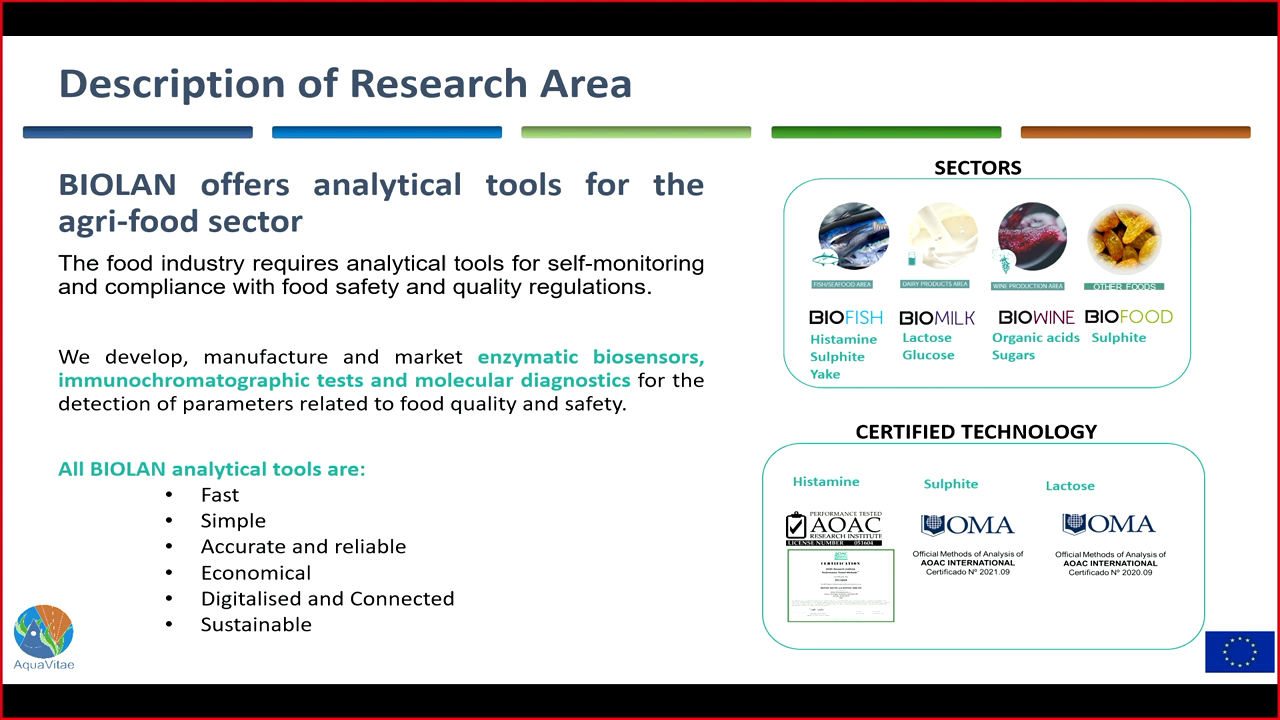 Description of Research Area
BIOLAN offers analytical tools for the
agri-food sector
The food industry requires analytical tools for self-monitoring
and compliance with food safety and quality regulations.
We develop, manufacture and market enzymatic biosensors,
immunochromatographic tests and molecular diagnostics for the
detection of parameters related to food quality and safety.
All BIOLAN analytical tools are:
• Fast
• Simple
• Accurate and reliable
• Economical
• Digitalised and Connected
• Sustainable
AquaVitae
SECTORS
FISH/SEAFOOD AREA
DAIRY PRODUCTS AREA
WINE PRODUCTION AREA
OTHER FOODS
BIOFISH
Histamine
Sulphite
Yake
BIOMILK
Lactose
Glucose
BIOWINE
Organic acids
Sugars
BIOFOOD
Sulphite
CERTIFIED TECHNOLOGY
Histamine
PERFORMANCE TESTED
AOAC
RESEARCH INSTITUTE
LICENSE NUMBER 051604
CERTIFICATION
Sulphite
OMA
Official Methods of Analysis of
AOAC INTERNATIONAL
Certificado Nº 2021.09
Lactose
OMA
Official Methods of Analysis of
AOAC INTERNATIONAL
Certificado Nº 2020.09